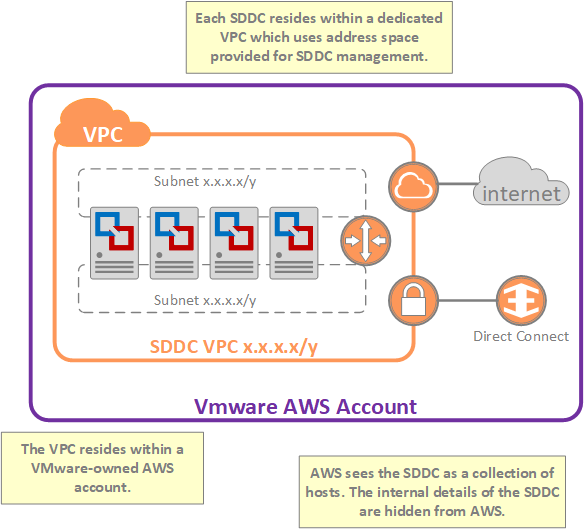 Each SDDC resides within a dedicated
VPC which uses address space
provided for SDDC management.
VPC
Subnet x.x.x.x/y
internet
Subnet x.x.x.x/y
Direct Connect
SDDC VPC x.x.x.x/y
Vmware AWS Account
The VPC resides within a
VMware-owned AWS
account.
AWS sees the SDDC as a collection of
hosts. The internal details of the SDDC
are hidden from AWS.